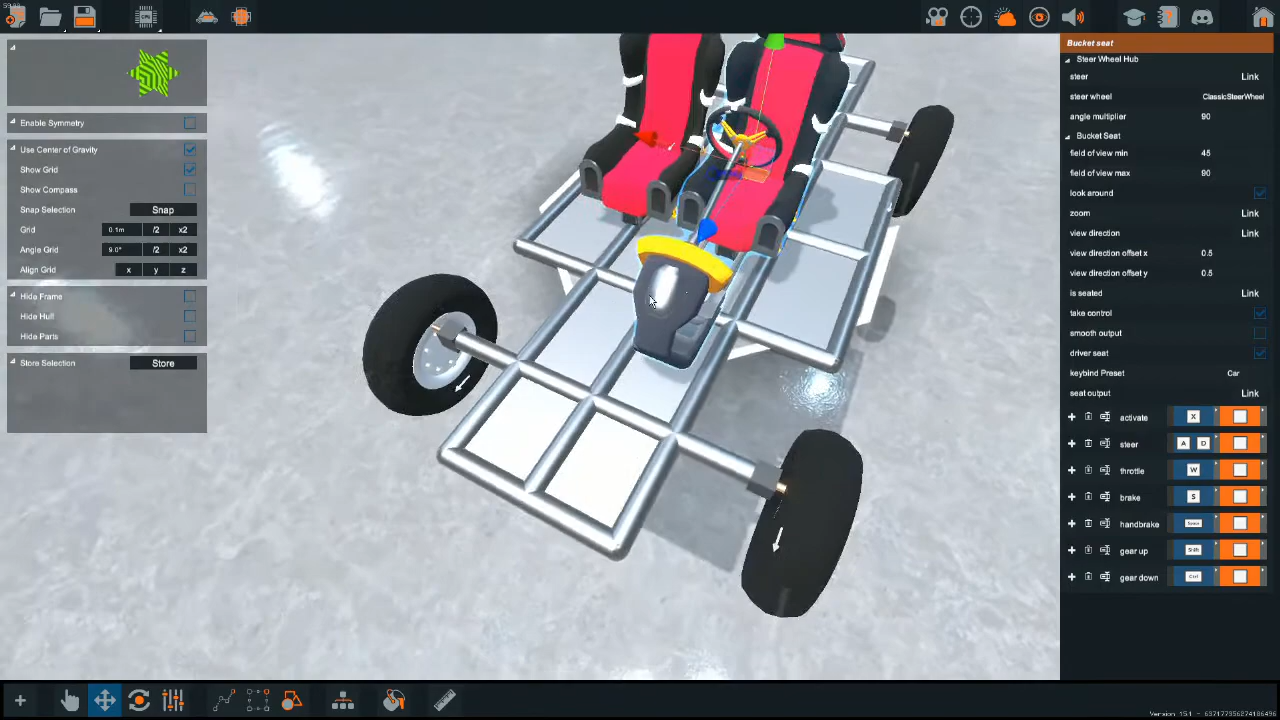 CPU
Enable Symmetry
Use Center of Gravity
Show Grid
Show Compass
Snap Selection Snap
Grid 0.1m /2 x2
Angle Grid 9.0° /2 x2
Align Grid x y z
Hide Frame
Hide Hull
Hide Parts
Store Selection Store
Bucket seat
Steer Wheel Hub
steer Link
steer wheel ClassicSteerWheel
angle multiplier 90
Bucket Seat
field of view min 45
field of view max 90
look around
zoom Link
view direction Link
view direction offset x 0.5
view direction offset y 0.5
is seated Link
take control
smooth output
driver seat
keybind Preset Car
seat output Link
activate X
steer A D
throttle W
brake S
handbrake
gear up Shift
gear down Ctrl